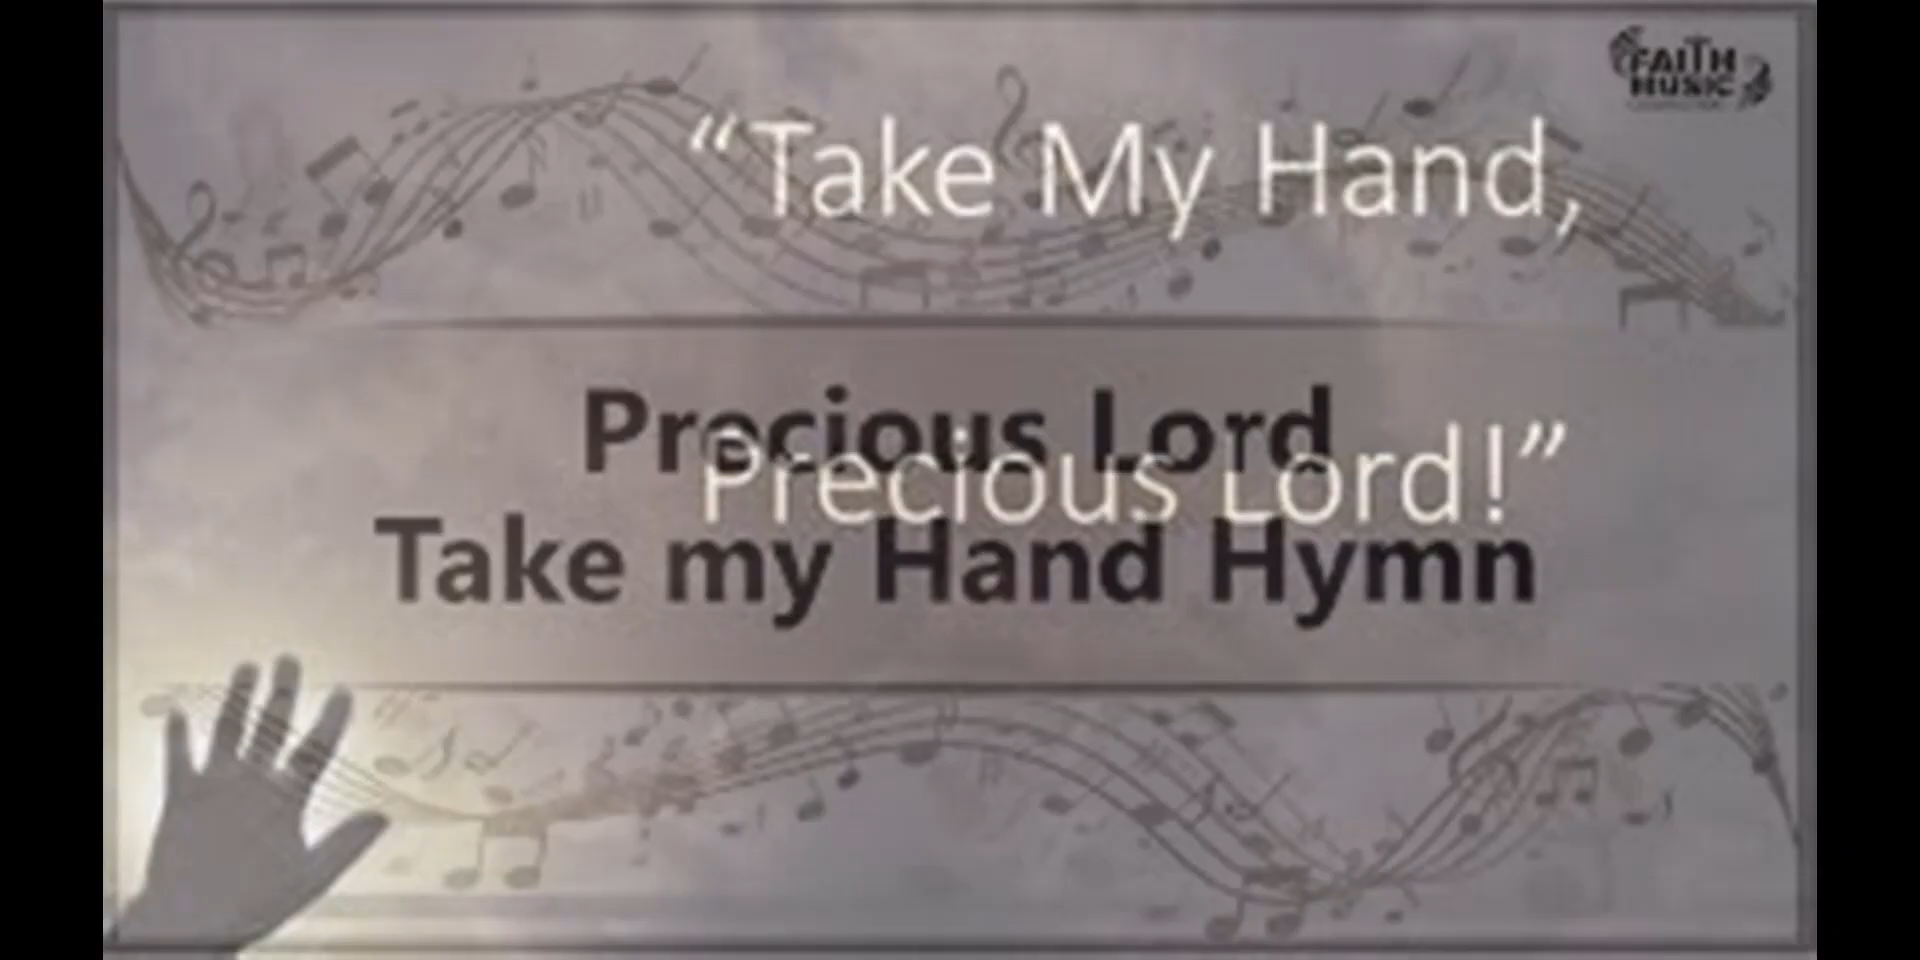 FAITH
MUSIC
“Take My Hand,
Precious Lord
Precious Lord!”
Take my Hand Hymn